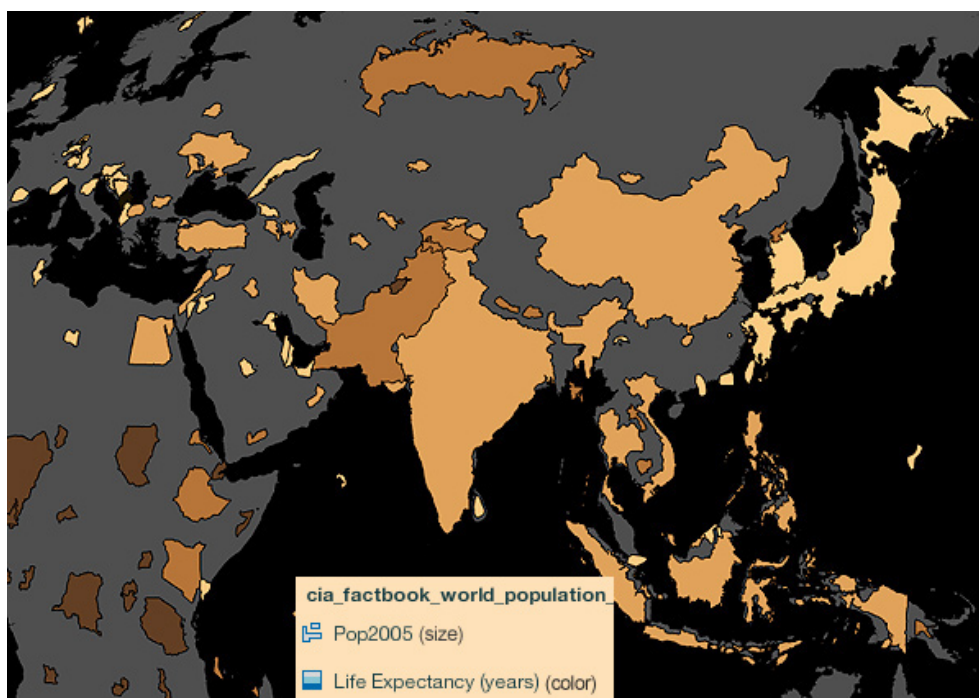 cia_factbook_world_population_
Pop2005 (size)
Life Expectancy (years) (color)